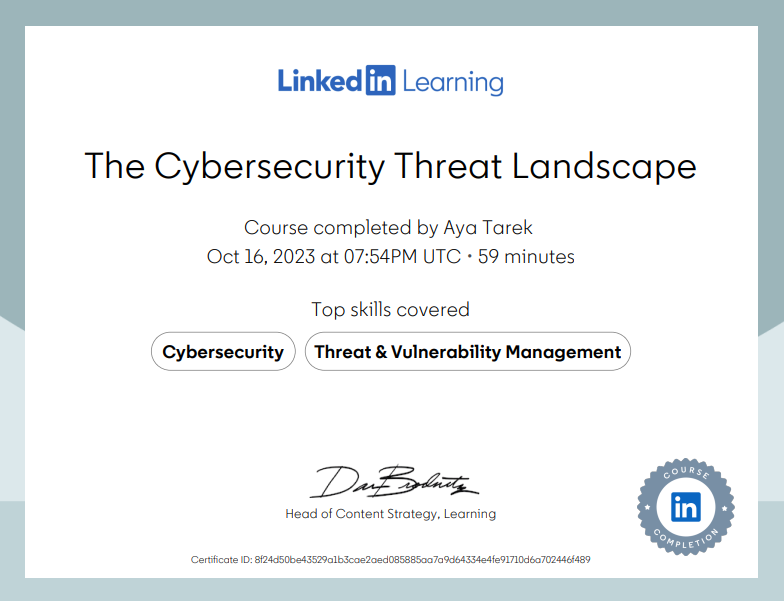 Linked in Learning
The Cybersecurity Threat Landscape
Course completed by Aya Tarek
Oct 16, 2023 at 07:54PM UTC • 59 minutes
Top skills covered
Cybersecurity Threat & Vulnerability Management
Dan Brodnitz
Head of Content Strategy, Learning
COURSE
in
COMPLETION
Certificate ID: 8f24d50be43529a1b3cae2aed085885aa7a9d64334e4fe91710d6a702446f489